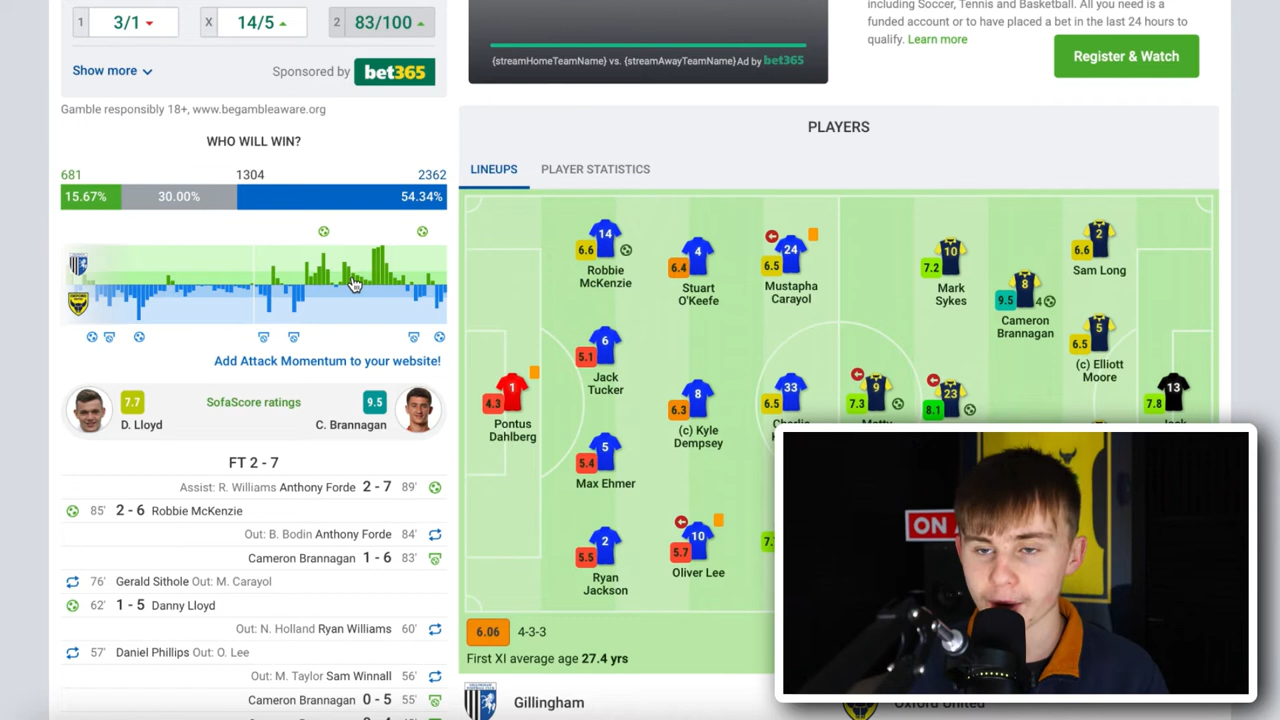 including Soccer, Tennis and Basketball. All you need is a
funded account or to have placed a bet in the last 24 hours to
qualify. Learn more
1 3/1 X 14/5 2 83/100
Show more
Sponsored by bet365
{streamHomeTeamName} vs. {streamAwayTeamName} Ad by bet365
Register & Watch
Gamble responsibly 18+, www.begambleaware.org
WHO WILL WIN?
681 1304 2362
15.67% 30.00% 54.34%
Add Attack Momentum to your website!
7.7 SofaScore ratings 9.5
D. Lloyd C. Brannagan
FT 2 - 7
Assist: R. Williams Anthony Forde 2 - 7 89'
85' 2 - 6 Robbie McKenzie
Out: B. Bodin Anthony Forde 84'
Cameron Brannagan 1 - 6 83'
76' Gerald Sithole Out: M. Carayol
62' 1 - 5 Danny Lloyd
Out: N. Holland Ryan Williams 60'
57' Daniel Phillips Out: O. Lee
Out: M. Taylor Sam Winnall 56'
Cameron Brannagan 0 - 5 55'
PLAYERS
LINEUPS PLAYER STATISTICS
1
4.3
Pontus
Dahlberg
14
6.6
Robbie
McKenzie
6
5.1
Jack
Tucker
5
5.4
Max Ehmer
2
5.5
Ryan
Jackson
4
6.4
Stuart
O'Keefe
8
6.3
(c) Kyle
Dempsey
10
5.7
Oliver Lee
24
6.5
Mustapha
Carayol
33
6.5
10
7.2
Mark
Sykes
9
7.3
23
8.1
8
9.5 4
Cameron
Brannagan
2
6.6
Sam Long
5
6.5
(c) Elliott
Moore
13
7.8
6.06 4-3-3
First XI average age 27.4 yrs
Gillingham
Oxford United
ON